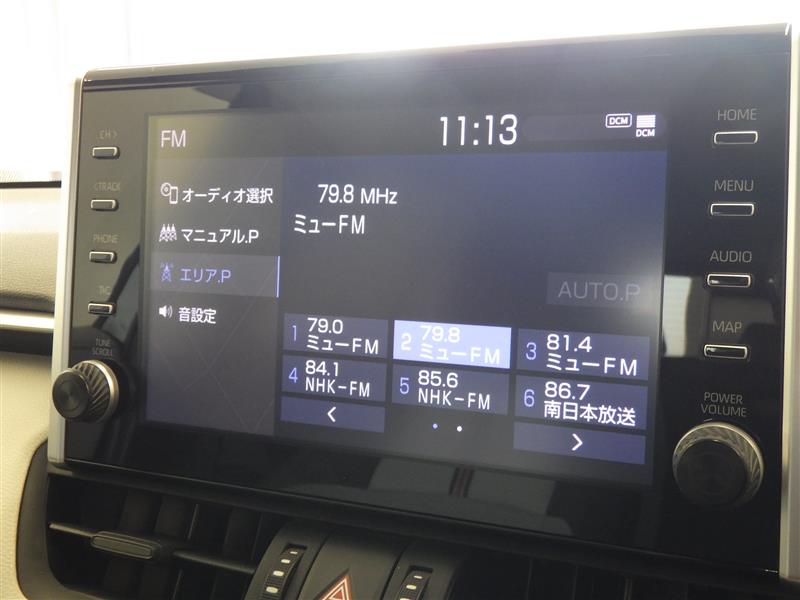 CH >
< TRACK
PHONE
T<C
TUNE
SCROLL
FM
11:13
DCM
DCM
オーディオ選択
マニュアル.P
エリア.P
音設定
79.8 MHz
ミューFM
AUTO.P
1 79.0 ミューFM
2 79.8 ミューFM
3 81.4 ミューFM
4 84.1 NHK-FM
5 85.6 NHK-FM
6 86.7 南日本放送
<
>
HOME
MENU
AUDIO
MAP
POWER
VOLUME